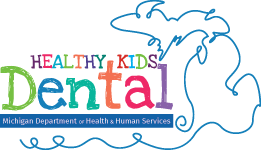 HEALTHY KIDS
Dental
Michigan Department of Health & Human Services